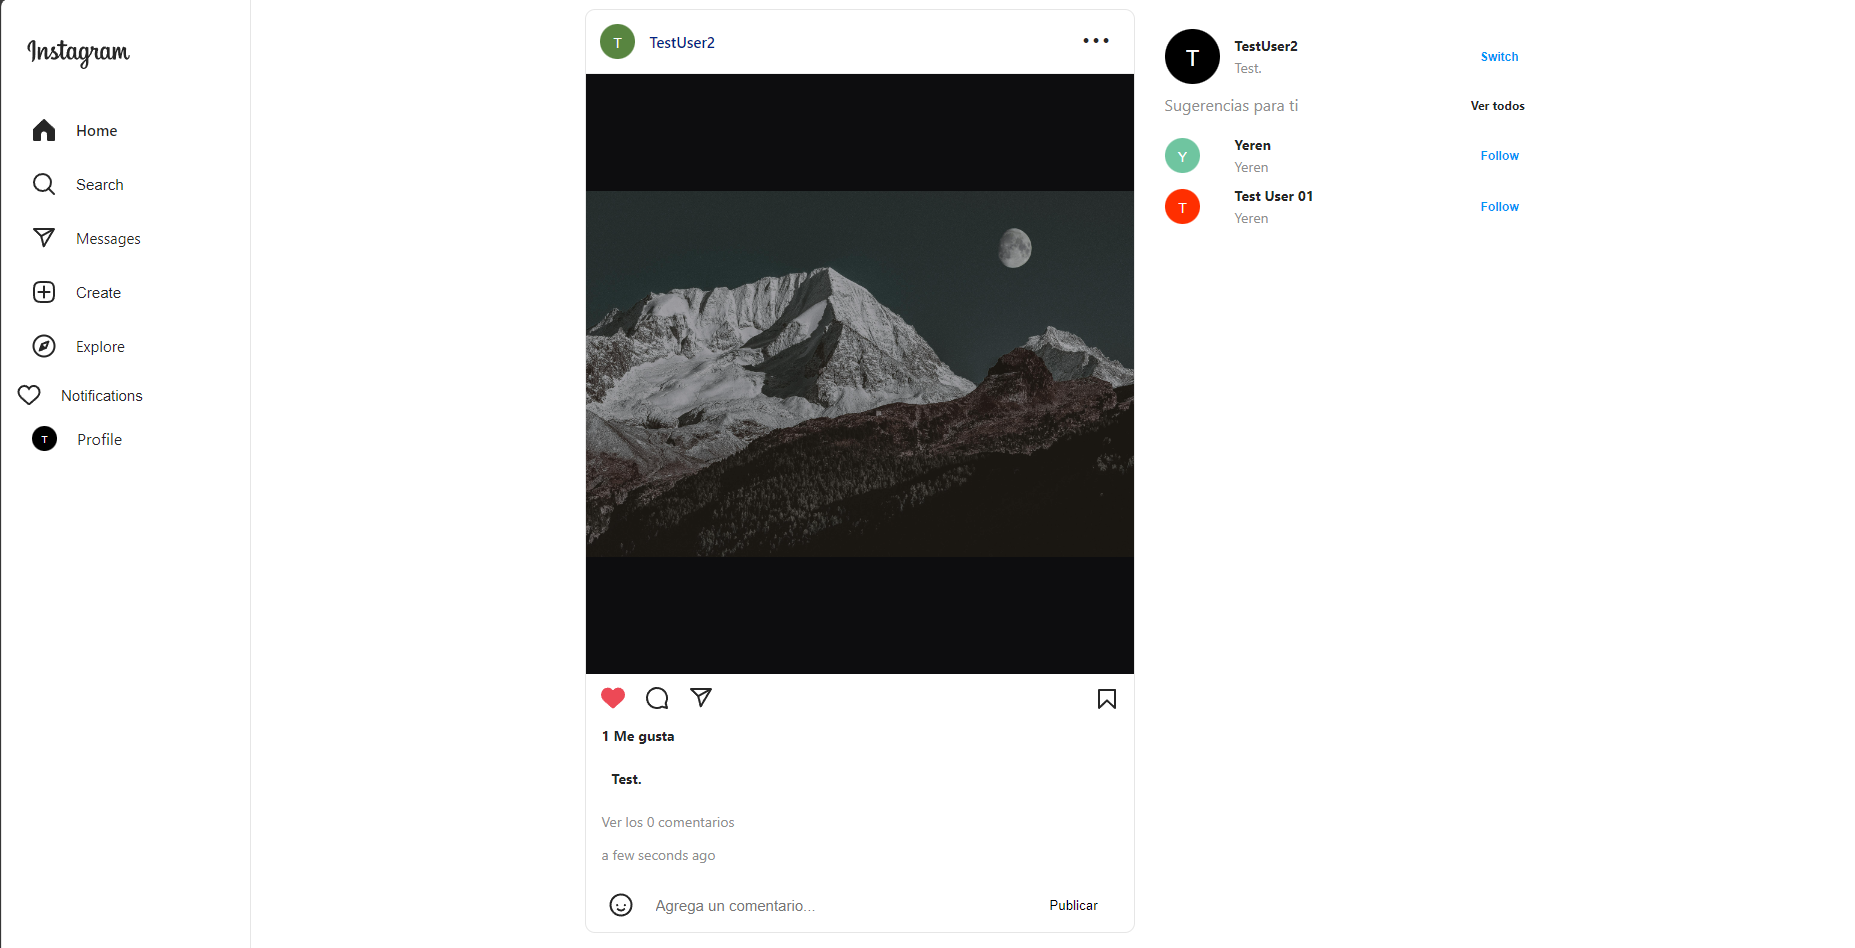 Instagram
Home
Search
Messages
Create
Explore
Notifications
T Profile
T TestUser2
1 Me gusta
Test.
Ver los 0 comentarios
a few seconds ago
Agrega un comentario... Publicar
T TestUser2
Test.
Switch
Sugerencias para ti Ver todos
Y Yeren
Yeren
Follow
T Test User 01
Yeren
Follow